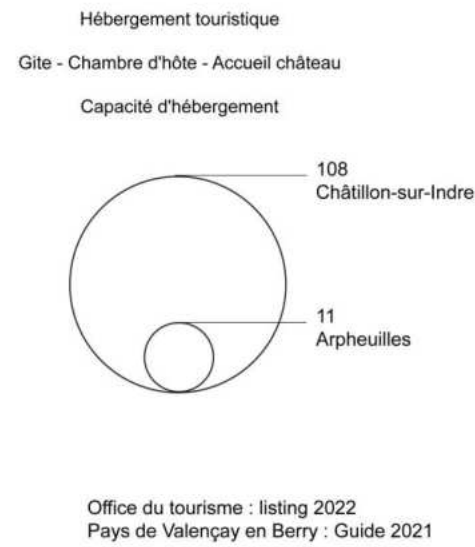 Hébergement touristique
Gite - Chambre d'hôte - Accueil château
Capacité d'hébergement
108
Châtillon-sur-Indre
11
Arpheuilles
Office du tourisme : listing 2022
Pays de Valençay en Berry : Guide 2021